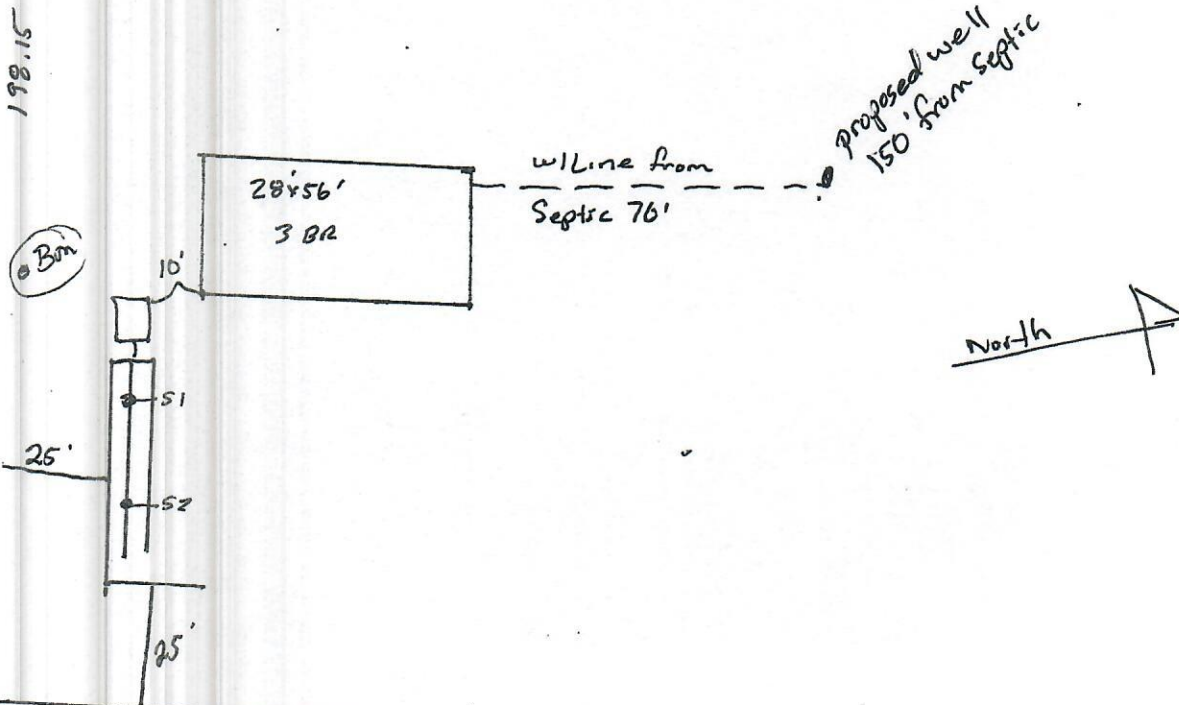 198.15
proposed well
150' from septic
28'x56'
3 BR
w/Line from
Septic 76'
Bm
10'
North
S1
25'
S2
25'